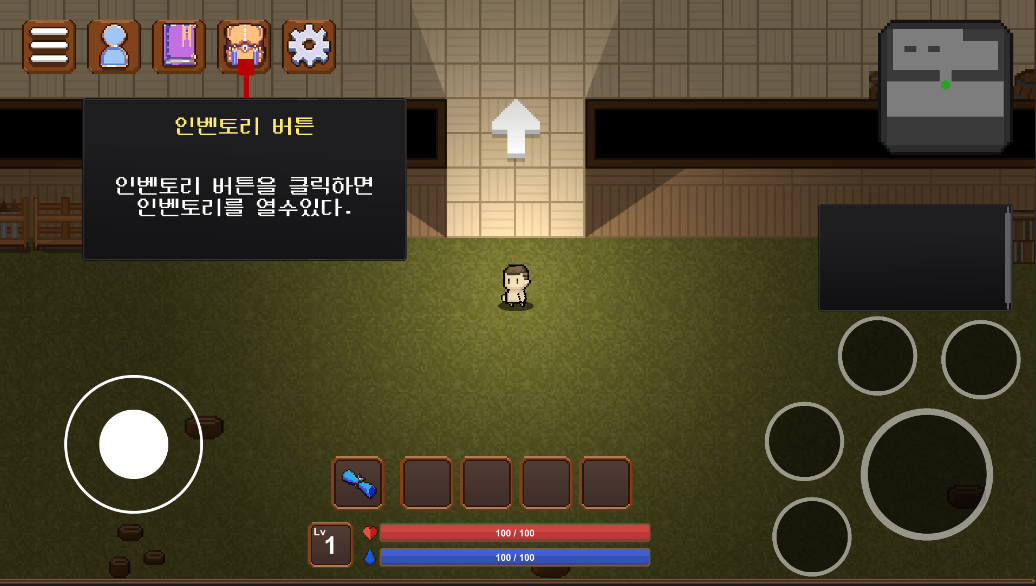 인벤토리 버튼
인벤토리 버튼을 클릭하면
인벤토리를 열수있다.
Lv
1
100 / 100
100 / 100